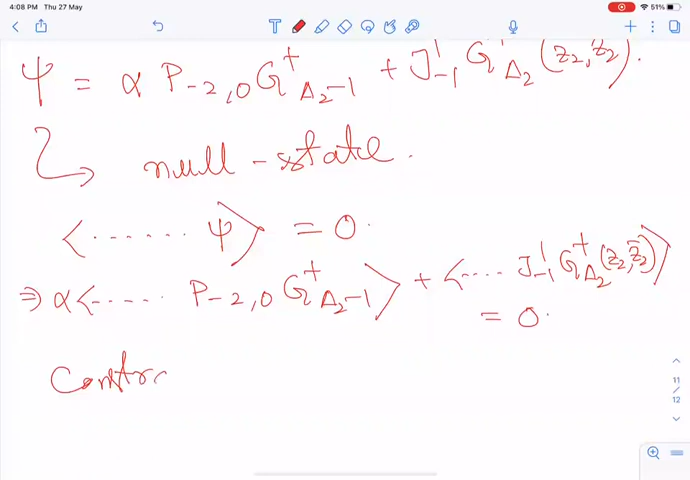 4:08 PM Thu 27 May
51%
Ψ = α P₋₂,₀ G⁺_{Δ₂-1} + J¹₋₁ G⁺_{Δ₂}(z₂, z̄₂).
null-state.
<...... Ψ> = 0.
⇒ α<...... P₋₂,₀ G⁺_{Δ₂-1}> + <.... J¹₋₁ G⁺_{Δ₂}(z₂, z̄₂)>
= 0.
Contra
11
/
12